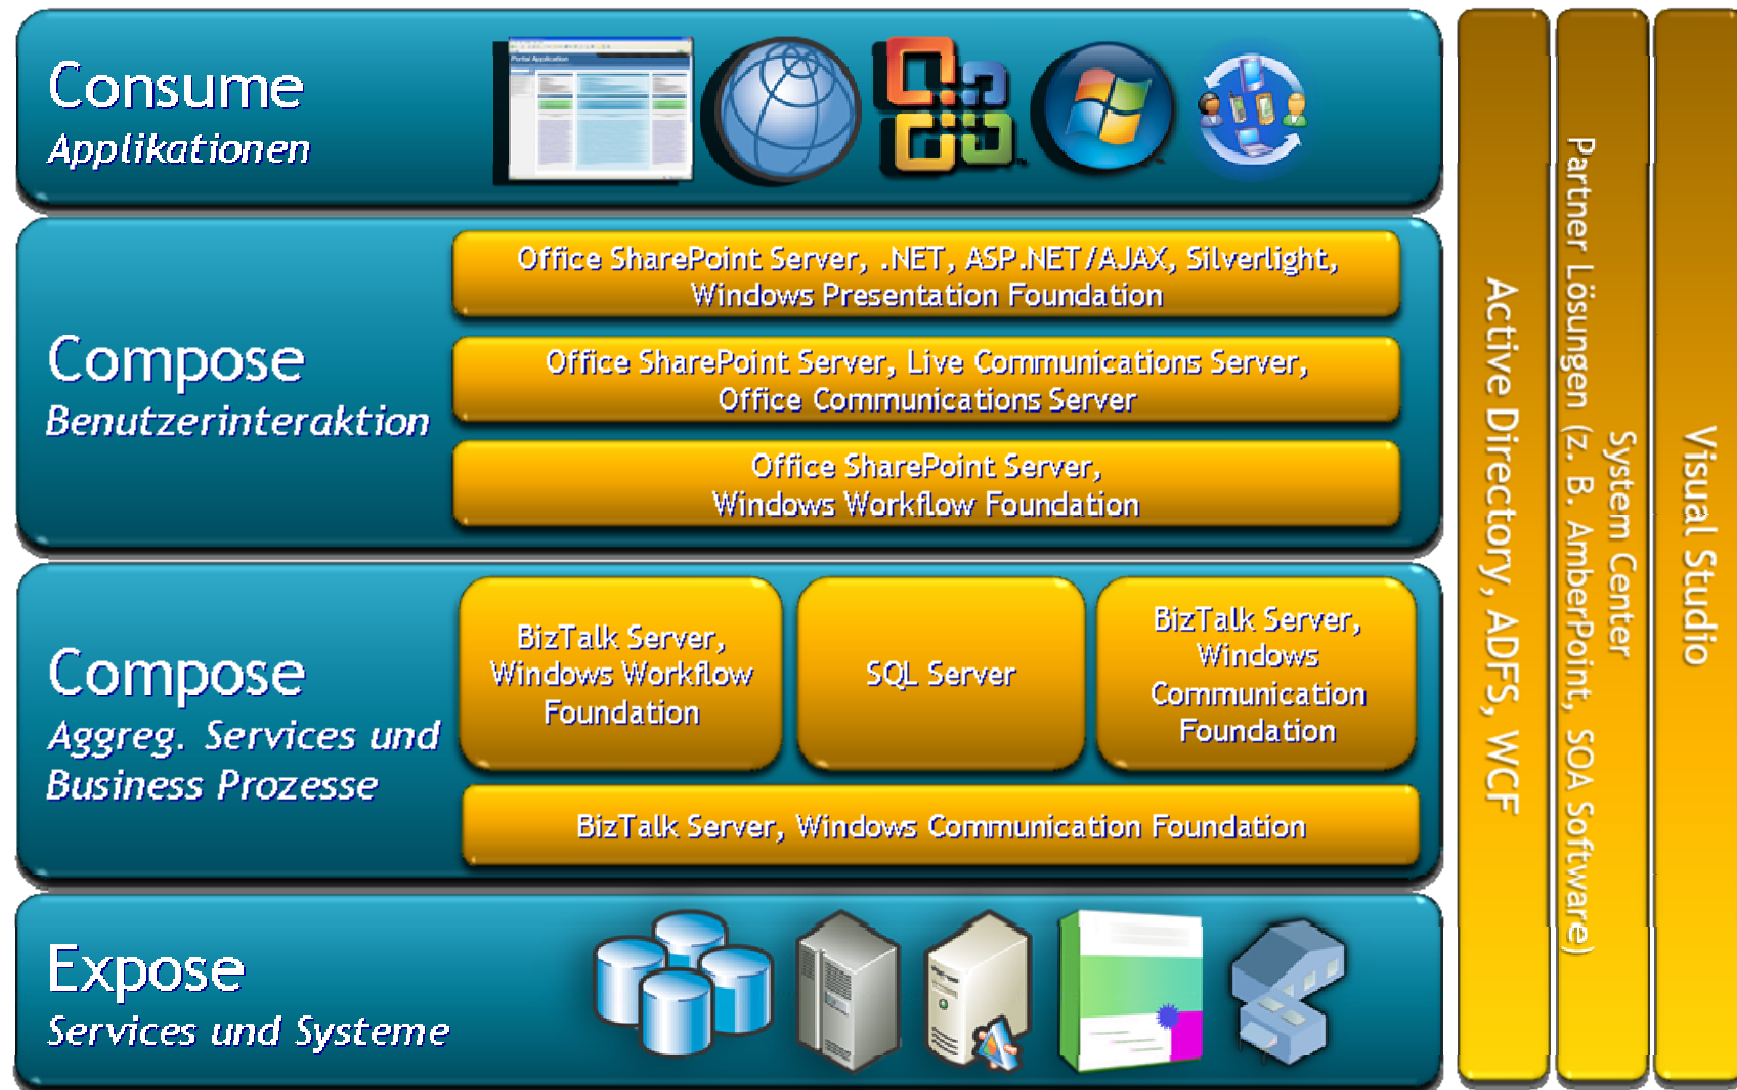 Consume
Applikationen
Portal Application
Compose
Benutzerinteraktion
Office SharePoint Server, .NET, ASP.NET/AJAX, Silverlight,
Windows Presentation Foundation
Office SharePoint Server, Live Communications Server,
Office Communications Server
Office SharePoint Server,
Windows Workflow Foundation
Compose
Aggreg. Services und
Business Prozesse
BizTalk Server,
Windows Workflow
Foundation
SQL Server
BizTalk Server,
Windows
Communication
Foundation
BizTalk Server, Windows Communication Foundation
Expose
Services und Systeme
Active Directory, ADFS, WCF
System Center
Partner Lösungen (z. B. AmberPoint, SOA Software)
Visual Studio